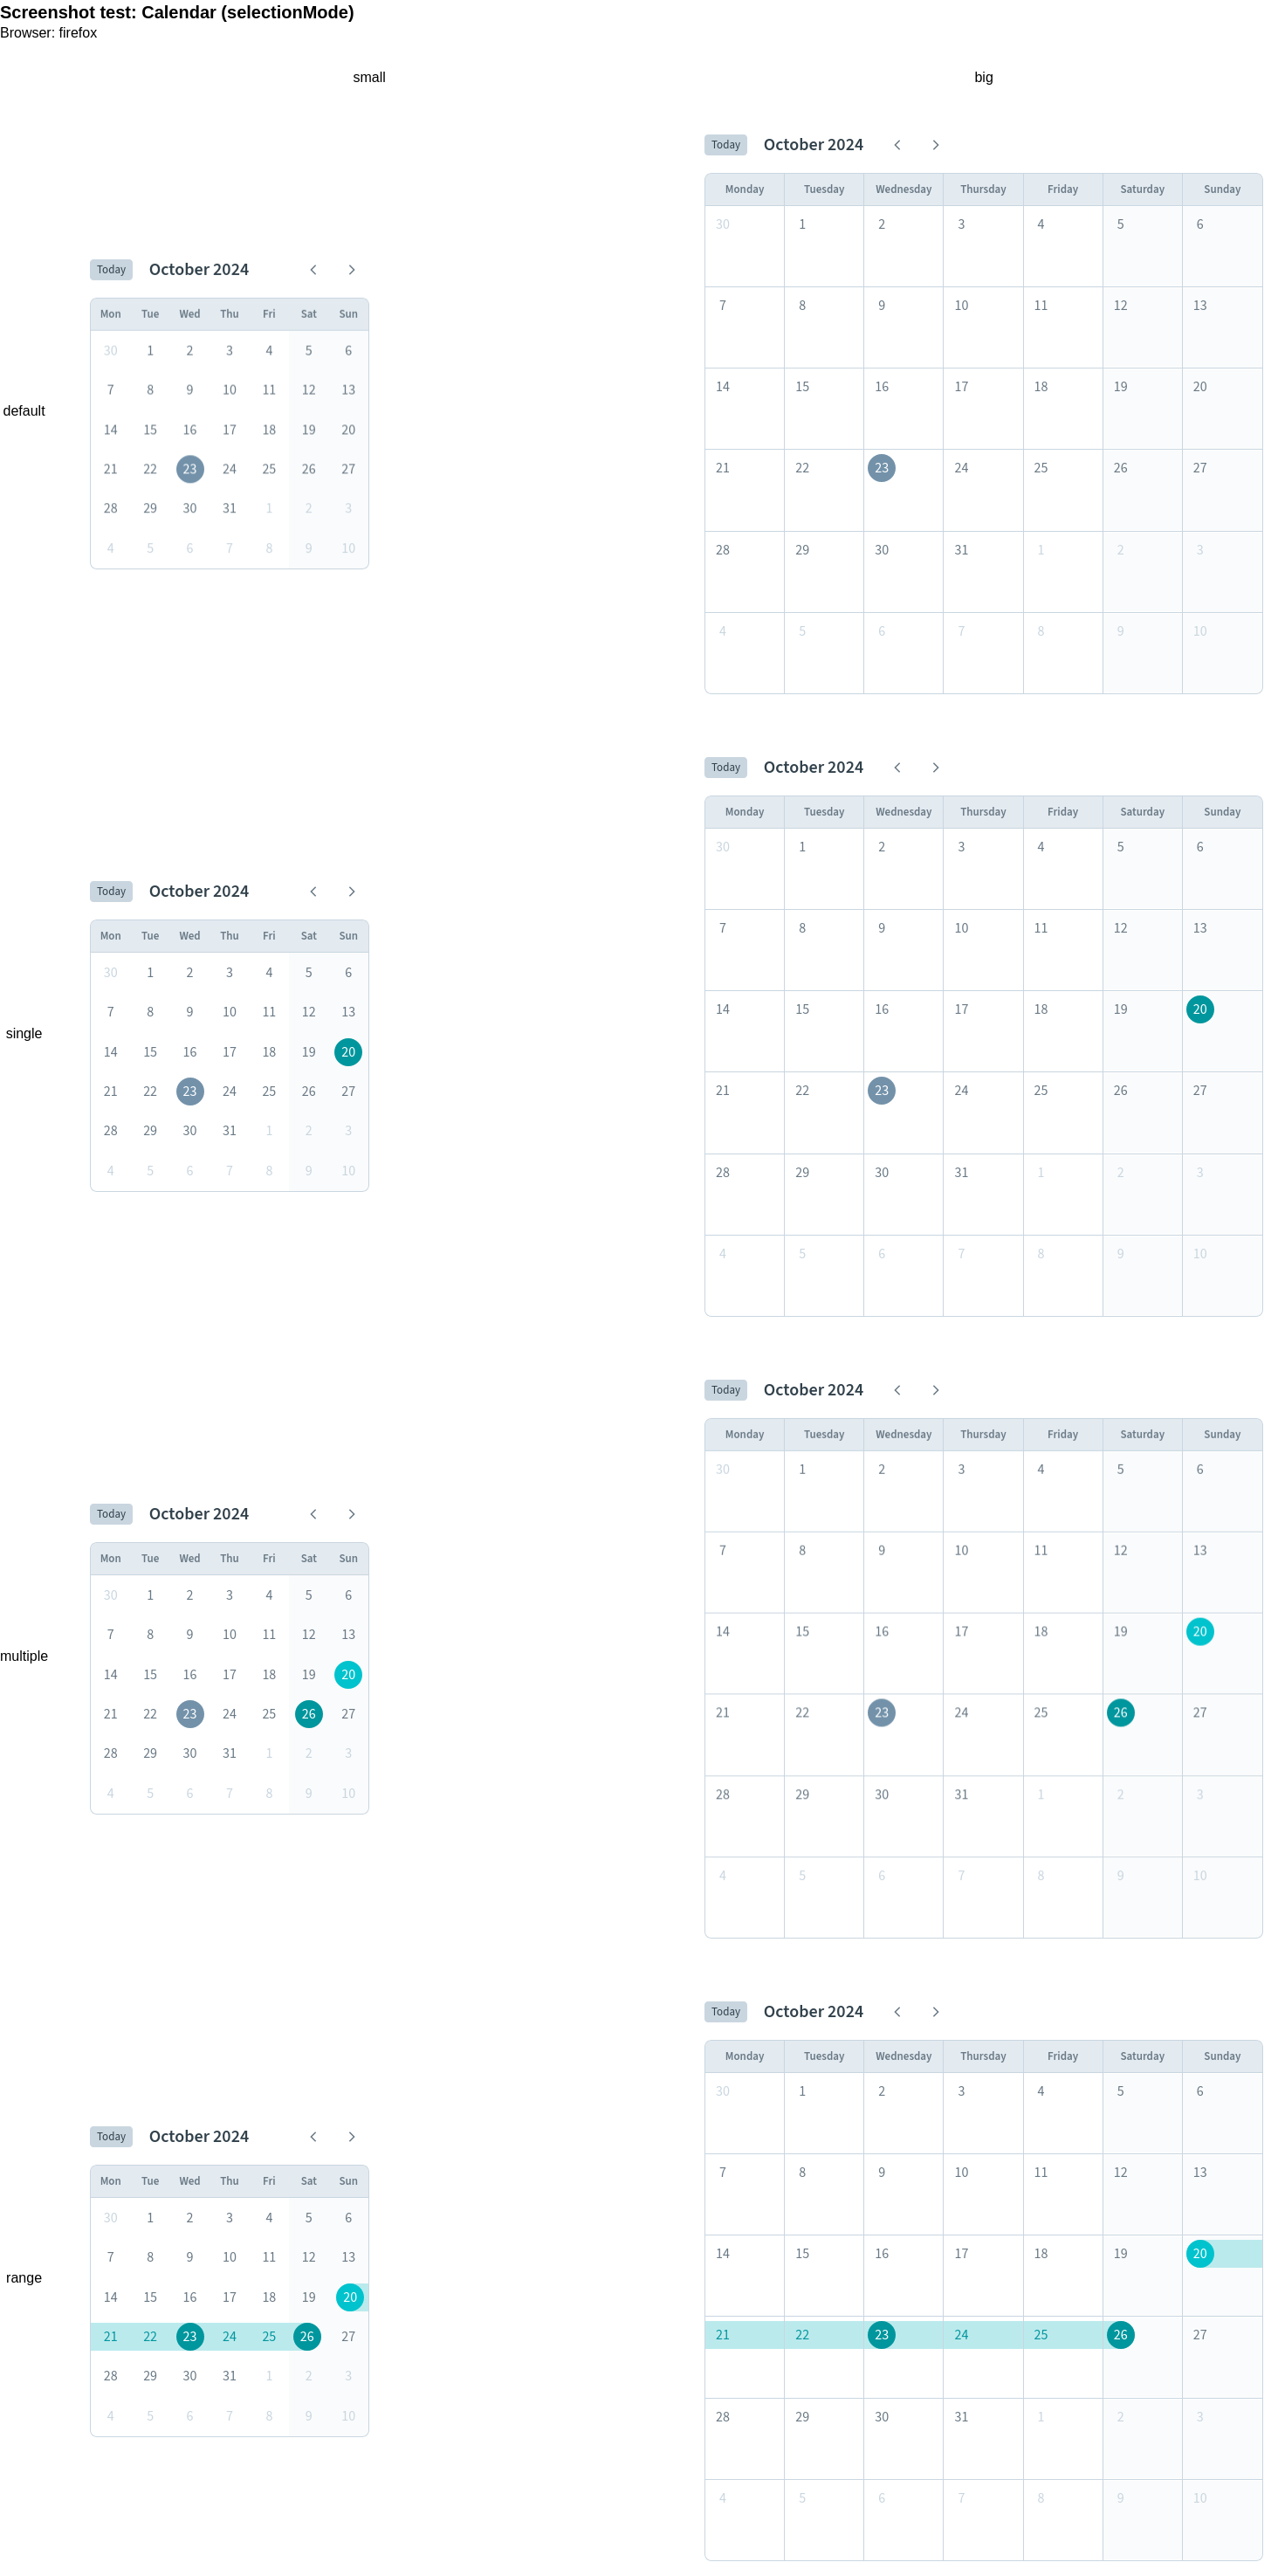 Screenshot test: Calendar (selectionMode)
Browser: firefox
small big
default
Today October 2024
Mon Tue Wed Thu Fri Sat Sun
30 1 2 3 4 5 6
7 8 9 10 11 12 13
14 15 16 17 18 19 20
21 22 23 24 25 26 27
28 29 30 31 1 2 3
4 5 6 7 8 9 10
Today October 2024
Monday Tuesday Wednesday Thursday Friday Saturday Sunday
30 1 2 3 4 5 6
7 8 9 10 11 12 13
14 15 16 17 18 19 20
21 22 23 24 25 26 27
28 29 30 31 1 2 3
4 5 6 7 8 9 10
single
Today October 2024
Mon Tue Wed Thu Fri Sat Sun
30 1 2 3 4 5 6
7 8 9 10 11 12 13
14 15 16 17 18 19 20
21 22 23 24 25 26 27
28 29 30 31 1 2 3
4 5 6 7 8 9 10
Today October 2024
Monday Tuesday Wednesday Thursday Friday Saturday Sunday
30 1 2 3 4 5 6
7 8 9 10 11 12 13
14 15 16 17 18 19 20
21 22 23 24 25 26 27
28 29 30 31 1 2 3
4 5 6 7 8 9 10
multiple
Today October 2024
Mon Tue Wed Thu Fri Sat Sun
30 1 2 3 4 5 6
7 8 9 10 11 12 13
14 15 16 17 18 19 20
21 22 23 24 25 26 27
28 29 30 31 1 2 3
4 5 6 7 8 9 10
Today October 2024
Monday Tuesday Wednesday Thursday Friday Saturday Sunday
30 1 2 3 4 5 6
7 8 9 10 11 12 13
14 15 16 17 18 19 20
21 22 23 24 25 26 27
28 29 30 31 1 2 3
4 5 6 7 8 9 10
range
Today October 2024
Mon Tue Wed Thu Fri Sat Sun
30 1 2 3 4 5 6
7 8 9 10 11 12 13
14 15 16 17 18 19 20
21 22 23 24 25 26 27
28 29 30 31 1 2 3
4 5 6 7 8 9 10
Today October 2024
Monday Tuesday Wednesday Thursday Friday Saturday Sunday
30 1 2 3 4 5 6
7 8 9 10 11 12 13
14 15 16 17 18 19 20
21 22 23 24 25 26 27
28 29 30 31 1 2 3
4 5 6 7 8 9 10